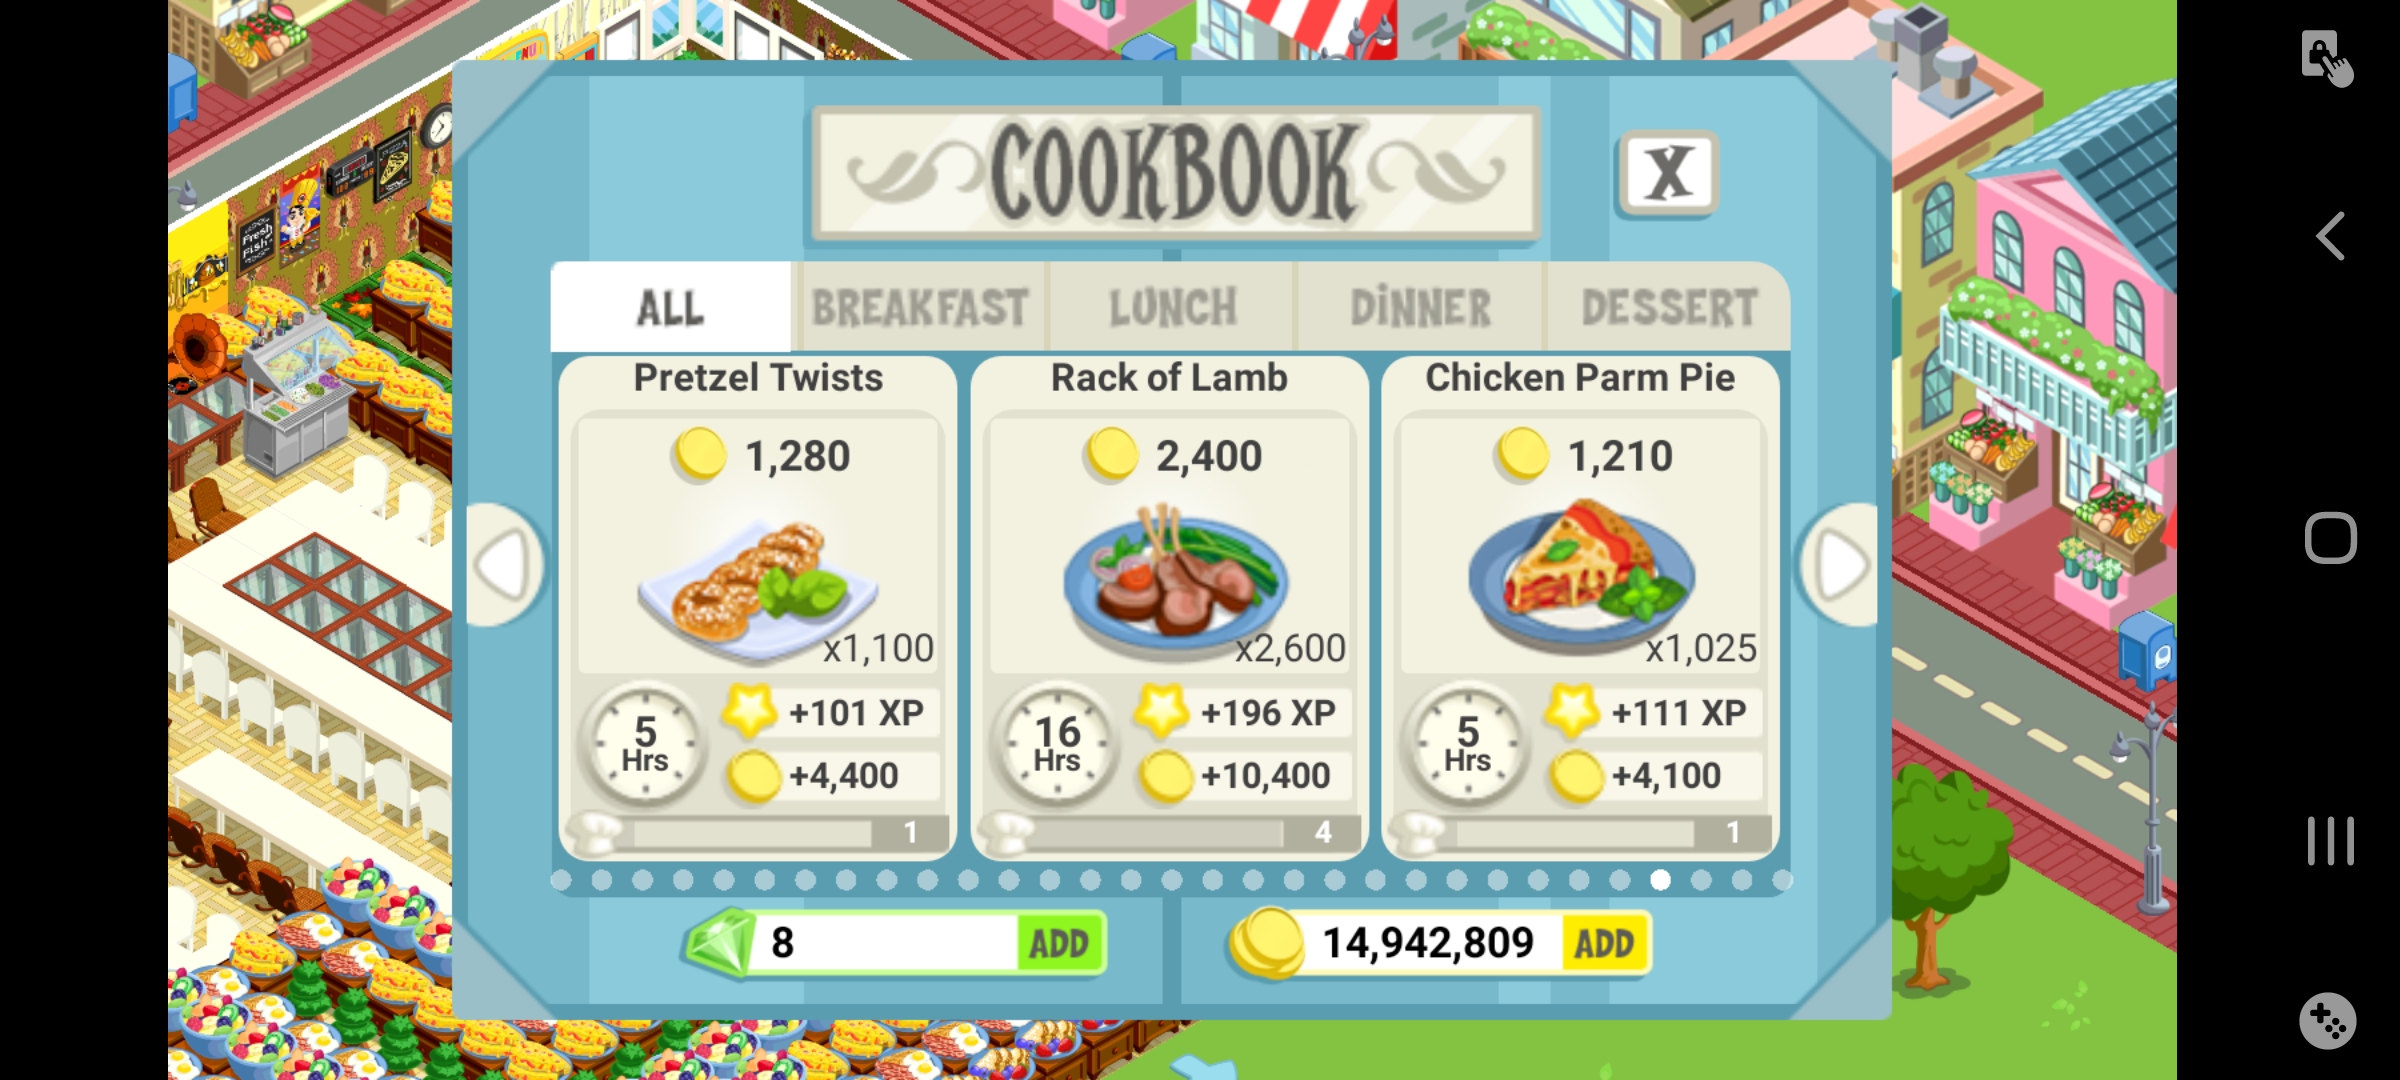 Fresh
Fish
COOKBOOK
X
ALL
BREAKFAST
LUNCH
DINNER
DESSERT
Pretzel Twists
1,280
x1,100
5
Hrs
+101 XP
+4,400
1
Rack of Lamb
2,400
x2,600
16
Hrs
+196 XP
+10,400
4
Chicken Parm Pie
1,210
x1,025
5
Hrs
+111 XP
+4,100
1
8
ADD
14,942,809
ADD